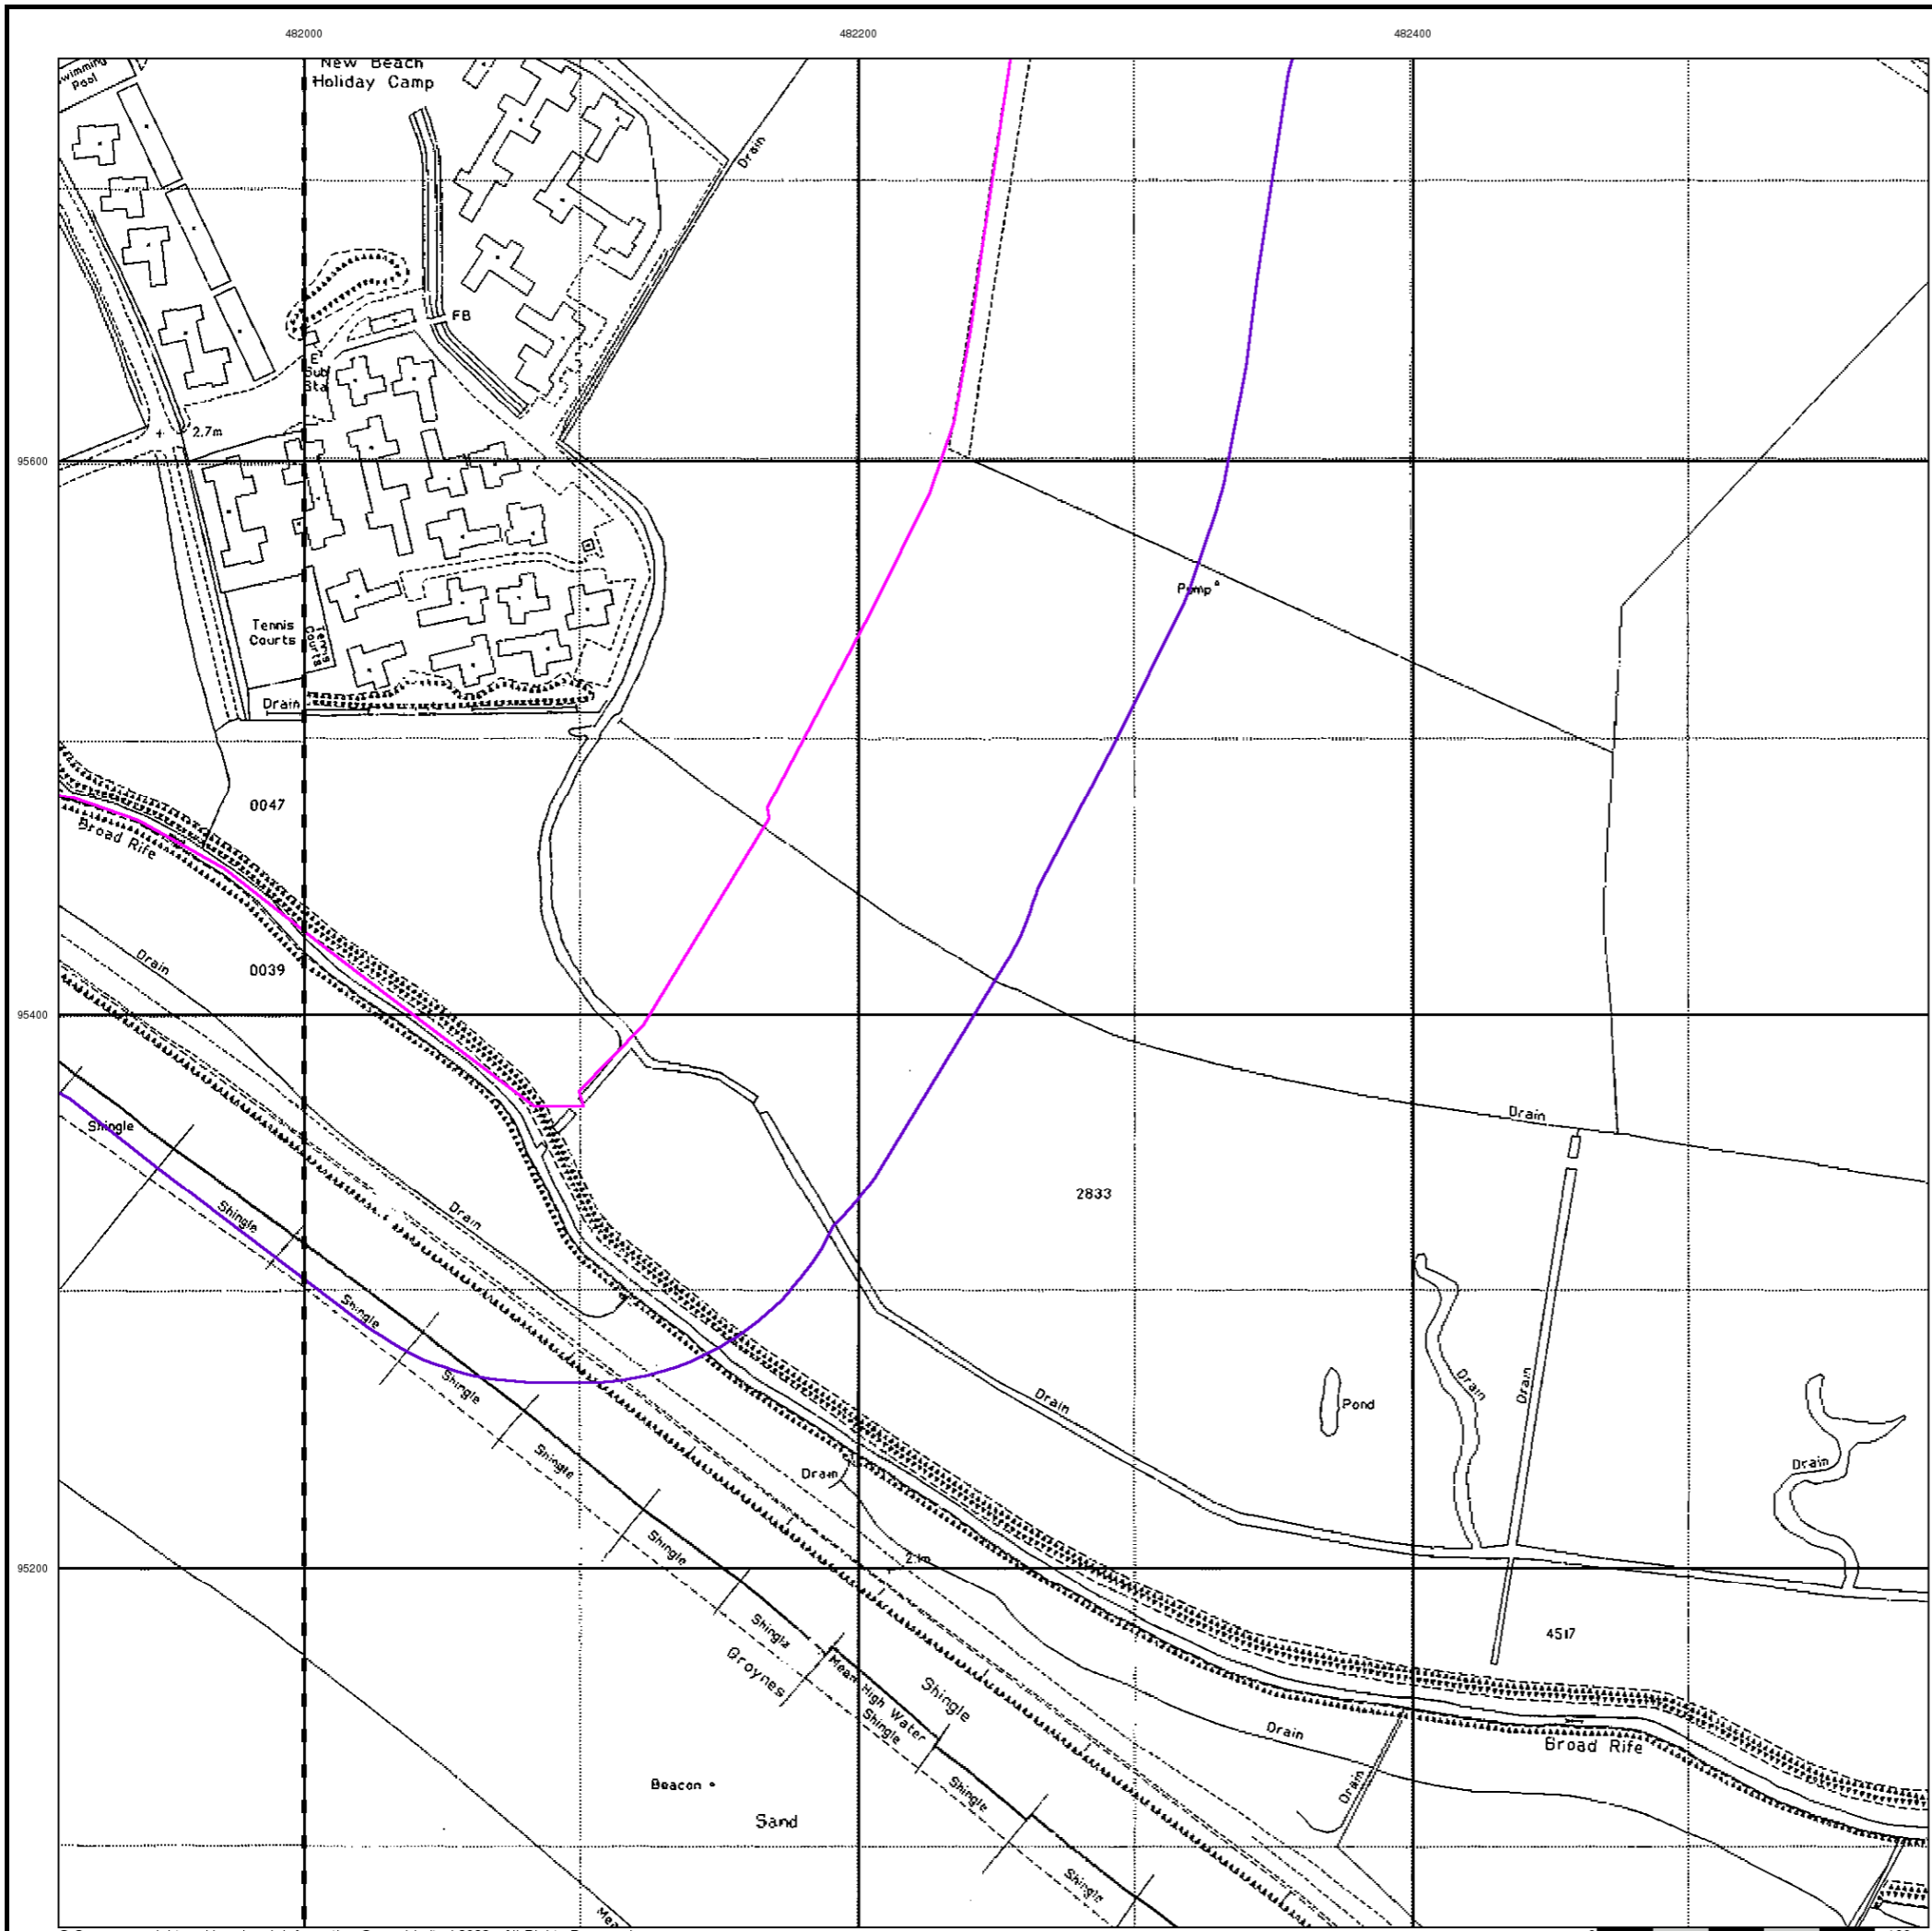 482000
482200
482400
Swimming
Pool
New Beach
Holiday Camp
Drain
FB
El
Sub
Sta
2.7m
95600
Pump
Tennis
Courts
Tennis
Courts
Drain
0047
Broad Rife
Drain
0039
95400
Drain
Shingle
2833
Shingle
Drain
Shingle
Shingle
Drain
Drain
Drain
Pond
Shingle
Drain
Drain
95200
Shingle
2.1m
Shingle
4517
Groynes
Mean High Water
Shingle
Shingle
Drain
Broad Rife
Beacon
Shingle
Drain
Sand
Shingle